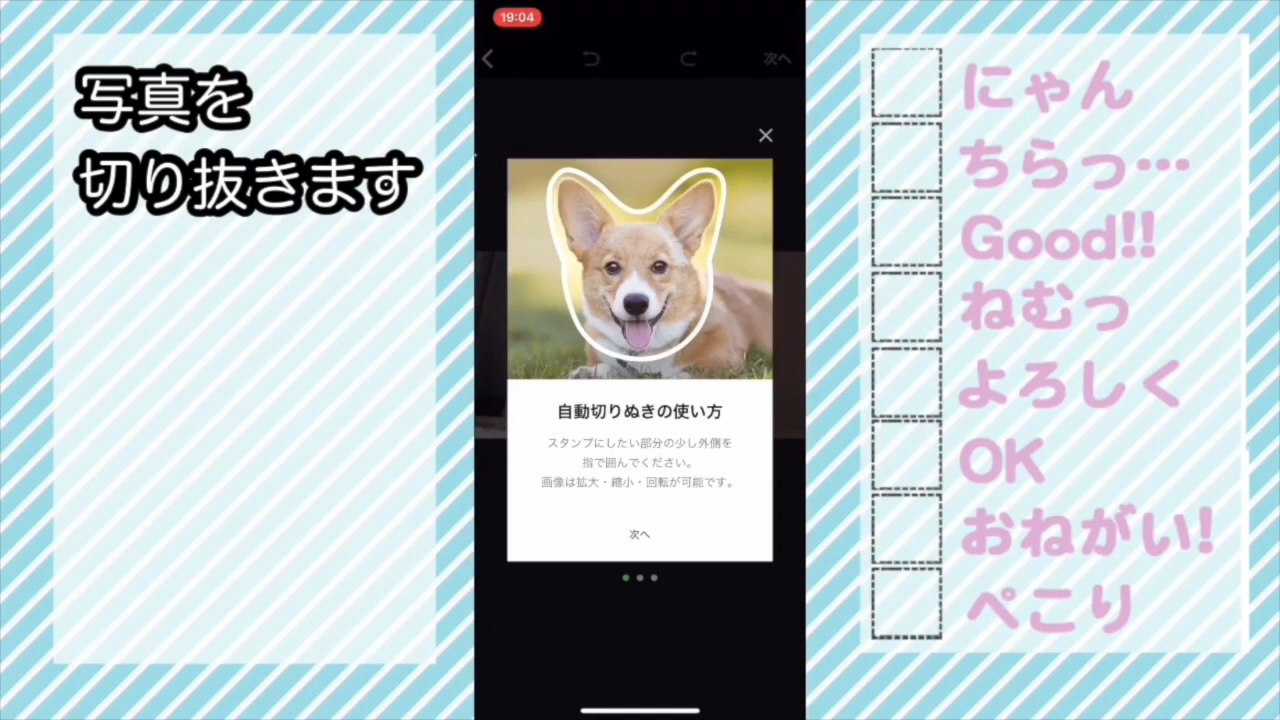 写真を
切り抜きます
19:04
次へ
自動切りぬきの使い方
スタンプにしたい部分の少し外側を
指で囲んでください。
画像は拡大・縮小・回転が可能です。
次へ
にゃん
ちらっ…
Good!!
ねむっ
よろしく
OK
おねがい!
ぺこり